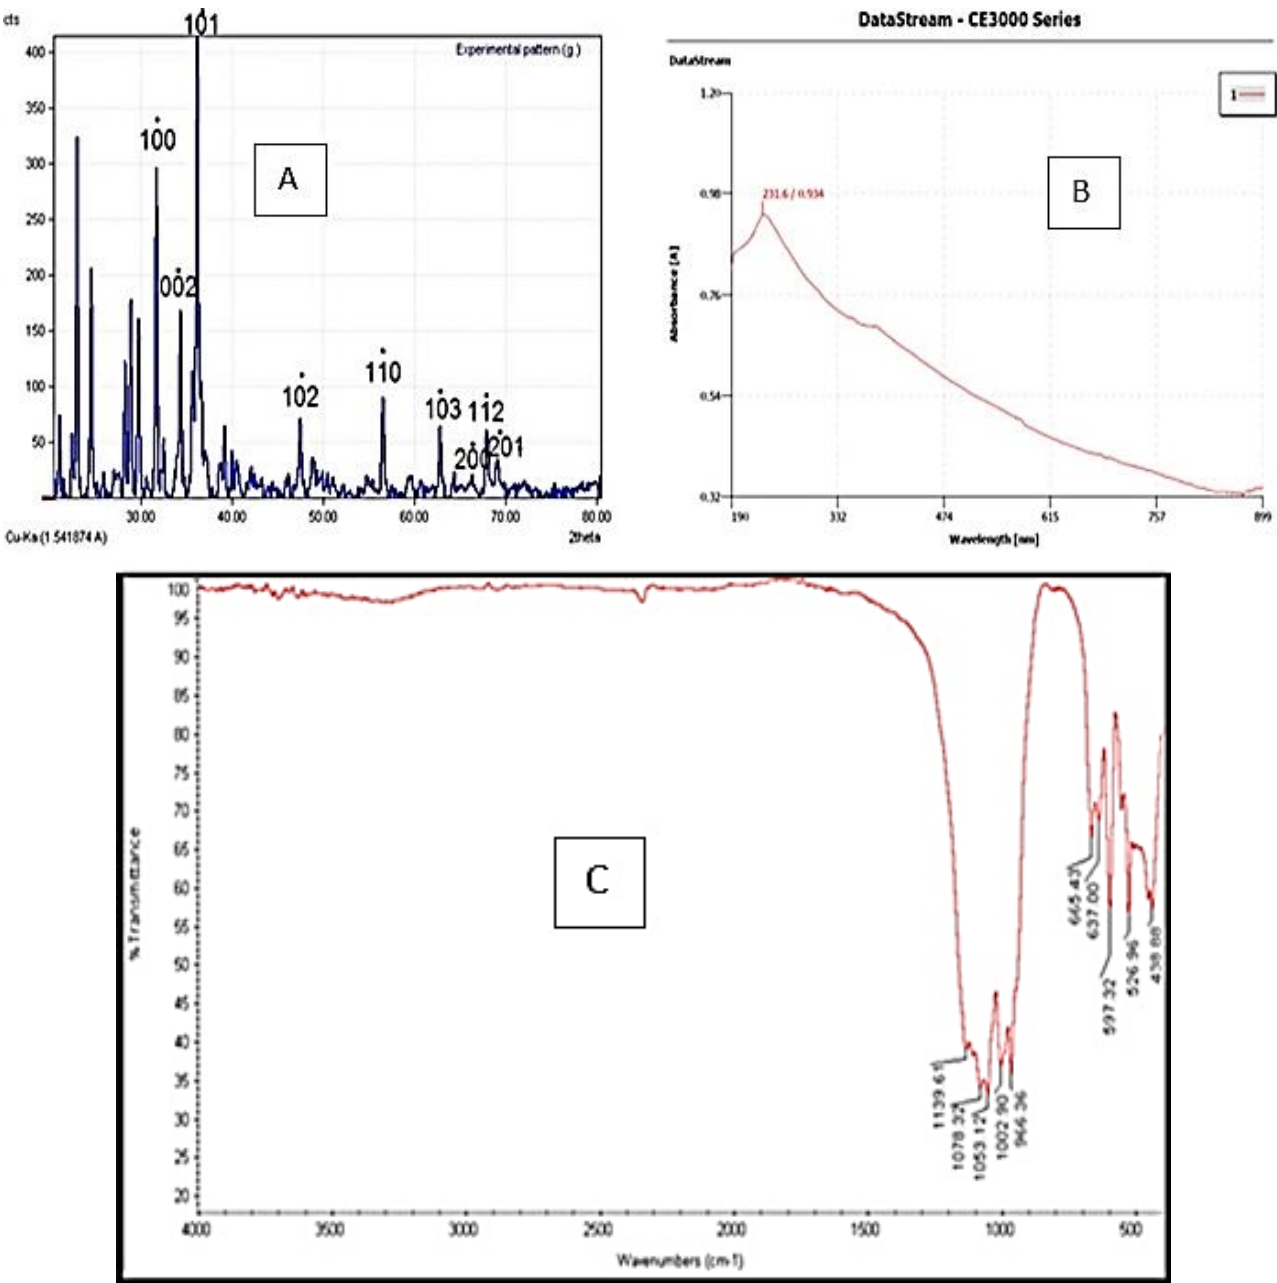 cts
Experimental pattern (g.)
400
350
300
250
200
150
100
50
101
100
002
102
110
103
200
112
201
A
30.00 40.00 50.00 60.00 70.00 80.00
Cu-Ka (1.541874 A)
2theta
DataStream - CE3000 Series
DataStream
1
1.20
0.98
0.76
0.54
0.32
231.6 / 0.934
B
Absorbance [A]
190 332 474 615 757 899
Wavelength [nm]
100
95
90
85
80
75
70
65
60
55
50
45
40
35
30
25
20
% Transmittance
C
1139.61
1078.32
1053.12
1002.90
966.36
665.43
637.00
597.32
526.96
438.88
4000 3500 3000 2500 2000 1500 1000 500
Wavenumbers (cm-1)